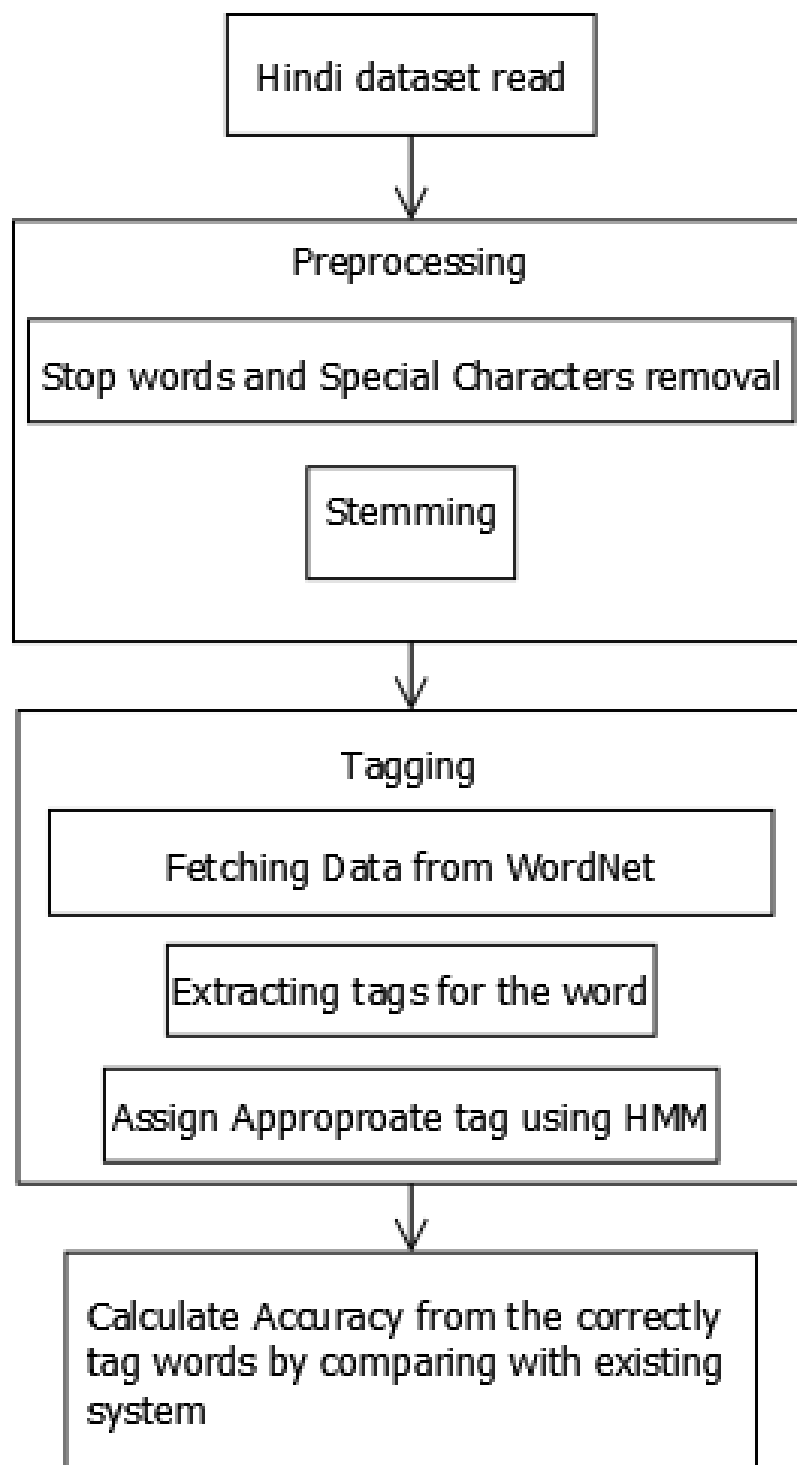 Hindi dataset read
Preprocessing
Stop words and Special Characters removal
Stemming
Tagging
Fetching Data from WordNet
Extracting tags for the word
Assign Approproate tag using HMM
Calculate Accuracy from the correctly
tag words by comparing with existing
system